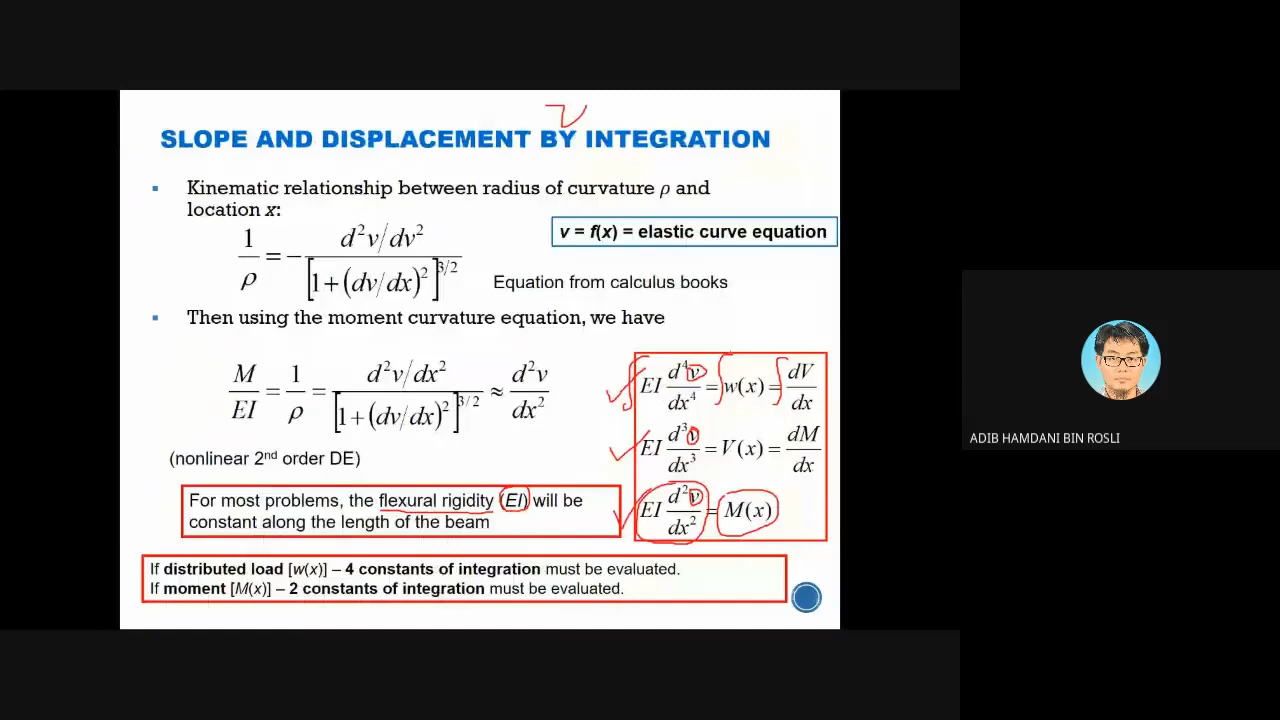 v
SLOPE AND DISPLACEMENT BY INTEGRATION
▪ Kinematic relationship between radius of curvature ρ and
location x:
1/ρ = − (d²v/dv²) / [1+(dv/dx)²]^3/2
v = f(x) = elastic curve equation
Equation from calculus books
▪ Then using the moment curvature equation, we have
M/EI = 1/ρ = (d²v/dx²) / [1+(dv/dx)²]^3/2 ≈ d²v/dx²
∫ EI d⁴v/dx⁴ = ∫ w(x) = ∫ dV/dx
EI d³v/dx³ = V(x) = dM/dx
EI d²v/dx² = M(x)
(nonlinear 2nd order DE)
For most problems, the flexural rigidity (EI) will be
constant along the length of the beam
If distributed load [w(x)] – 4 constants of integration must be evaluated.
If moment [M(x)] – 2 constants of integration must be evaluated.
ADIB HAMDANI BIN ROSLI